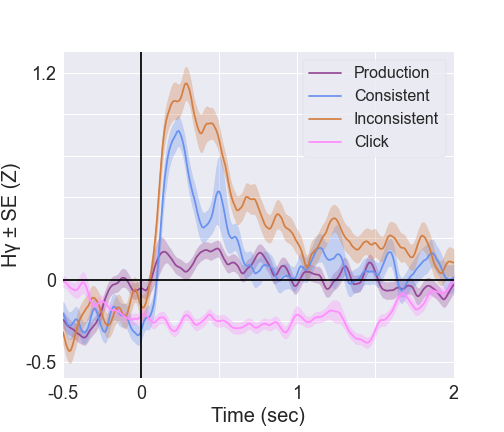 Production
Consistent
Inconsistent
Click
1.2
0
-0.5
Hγ ± SE (Z)
-0.5 0 1 2
Time (sec)